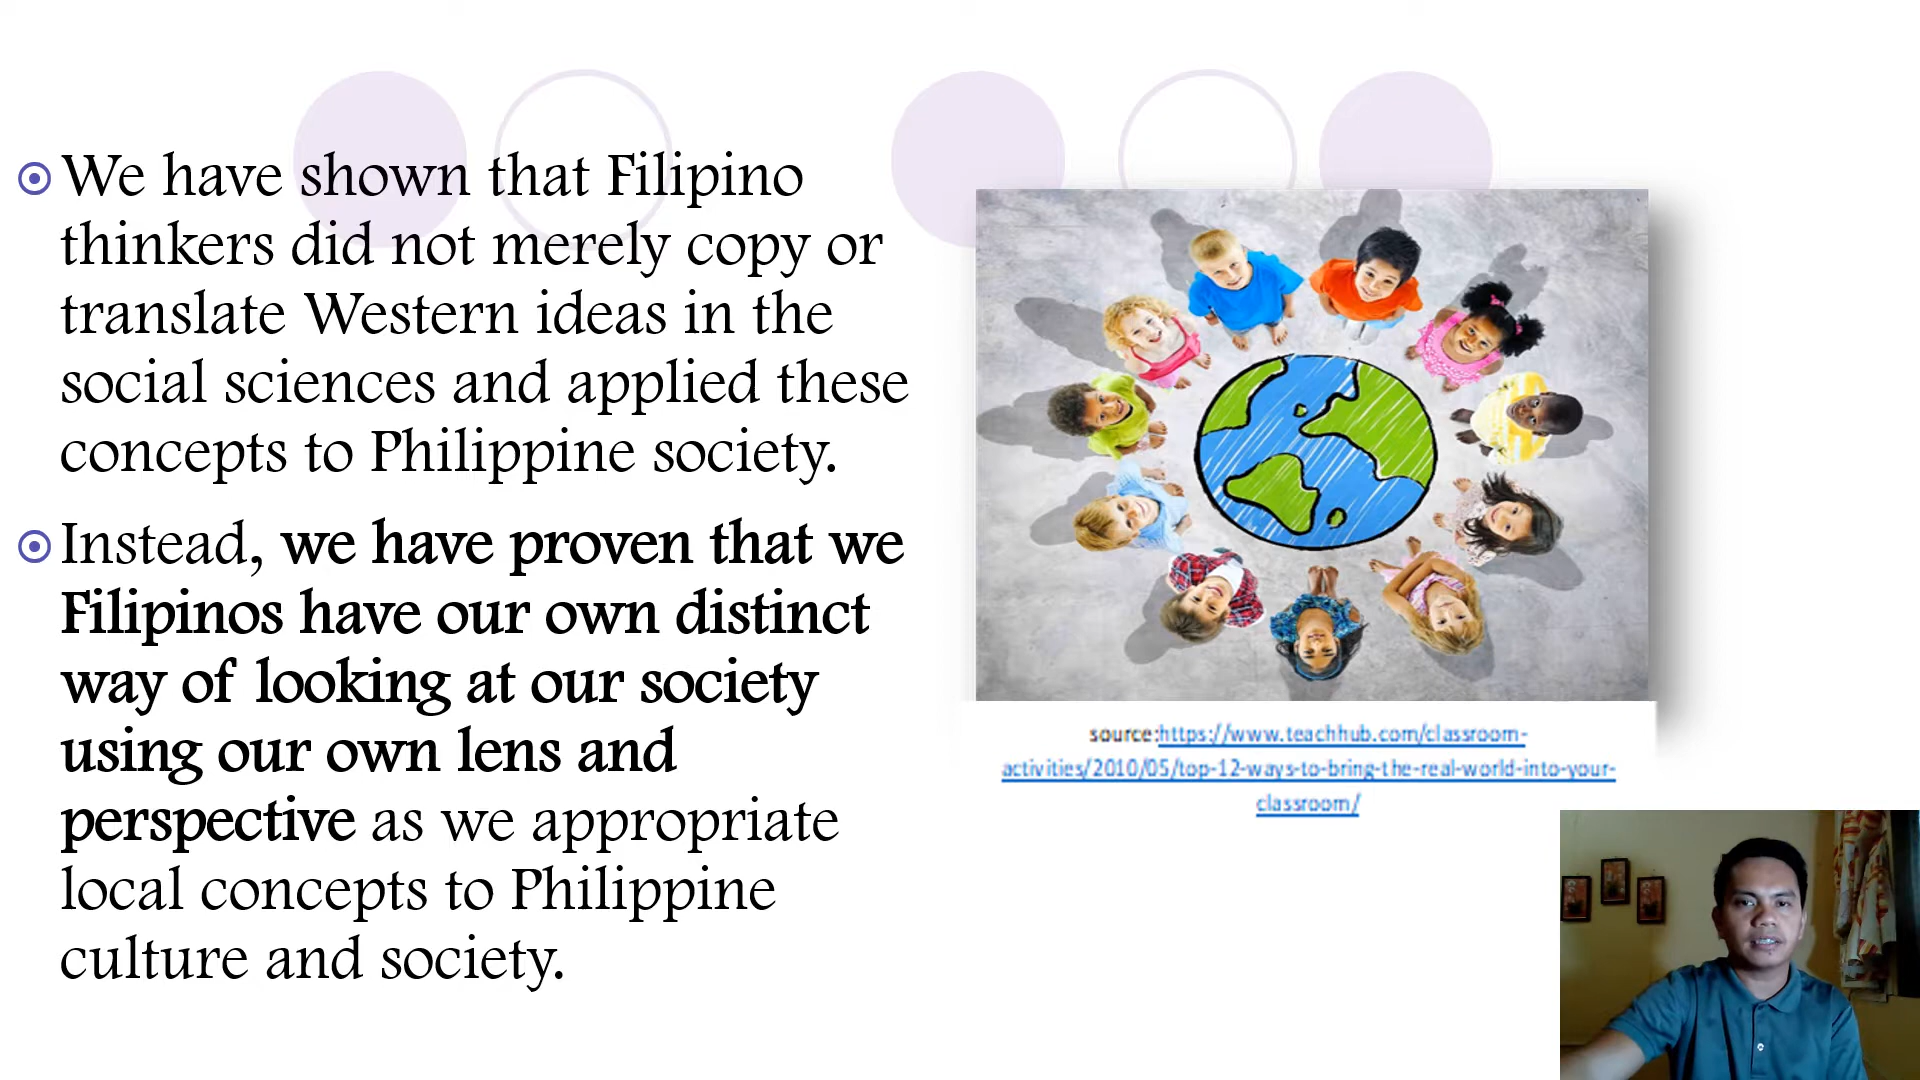 We have shown that Filipino
thinkers did not merely copy or
translate Western ideas in the
social sciences and applied these
concepts to Philippine society.
Instead, we have proven that we
Filipinos have our own distinct
way of looking at our society
using our own lens and
perspective as we appropriate
local concepts to Philippine
culture and society.
source:https://www.teachhub.com/classroom-
activities/2010/05/top-12-ways-to-bring-the-real-world-into-your-
classroom/